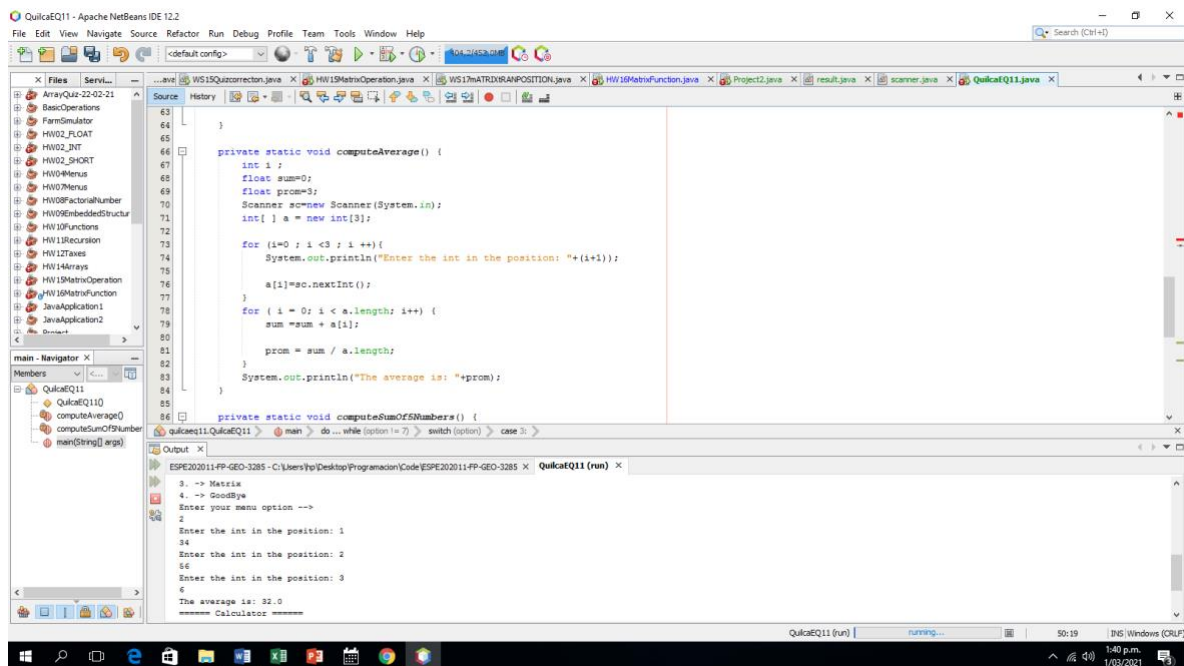 QuilcaEQ11 - Apache NetBeans IDE 12.2
File Edit View Navigate Source Refactor Run Debug Profile Team Tools Window Help
Search (Ctrl+I)
<default config>
404,2/453,0MB
Files Servi...
...ava WS15Quizcorrecton.java HW15MatrixOperation.java WS17mATRIXtRANPOSITION.java HW16MatrixFunction.java Project2.java result.java scanner.java QuilcaEQ11.java
ArrayQuiz-22-02-21
BasicOperations
FarmSimulator
HW02_FLOAT
HW02_INT
HW02_SHORT
HW04Menus
HW07Menus
HW08FactorialNumber
HW09EmbeddedStructur
HW10Functions
HW11Recursion
HW12Taxes
HW14Arrays
HW15MatrixOperation
HW16MatrixFunction
JavaApplication1
JavaApplication2
Project
main - Navigator
Members
QuilcaEQ11
QuilcaEQ11()
computeAverage()
computeSumOf5Number
main(String[] args)
Source History
63
64 }
65
66 private static void computeAverage() {
67 int i ;
68 float sum=0;
69 float prom=3;
70 Scanner sc=new Scanner(System.in);
71 int[ ] a = new int[3];
72
73 for (i=0 ; i <3 ; i ++){
74 System.out.println("Enter the int in the position: "+(i+1));
75
76 a[i]=sc.nextInt();
77 }
78 for ( i = 0; i < a.length; i++) {
79 sum =sum + a[i];
80
81 prom = sum / a.length;
82 }
83 System.out.println("The average is: "+prom);
84 }
85
86 private static void computeSumOf5Numbers() {
quilcaeq11.QuilcaEQ11 main do ... while (option != 7) switch (option) case 3:
Output
ESPE202011-FP-GEO-3285 - C:\Users\hp\Desktop\Programacion\Code\ESPE202011-FP-GEO-3285 QuilcaEQ11 (run)
3. -> Matrix
4. -> GoodBye
Enter your menu option -->
2
Enter the int in the position: 1
34
Enter the int in the position: 2
56
Enter the int in the position: 3
6
The average is: 32.0
====== Calculator ======
QuilcaEQ11 (run) running... 50:19 INS Windows (CRLF)
1:40 p.m.
1/03/2021